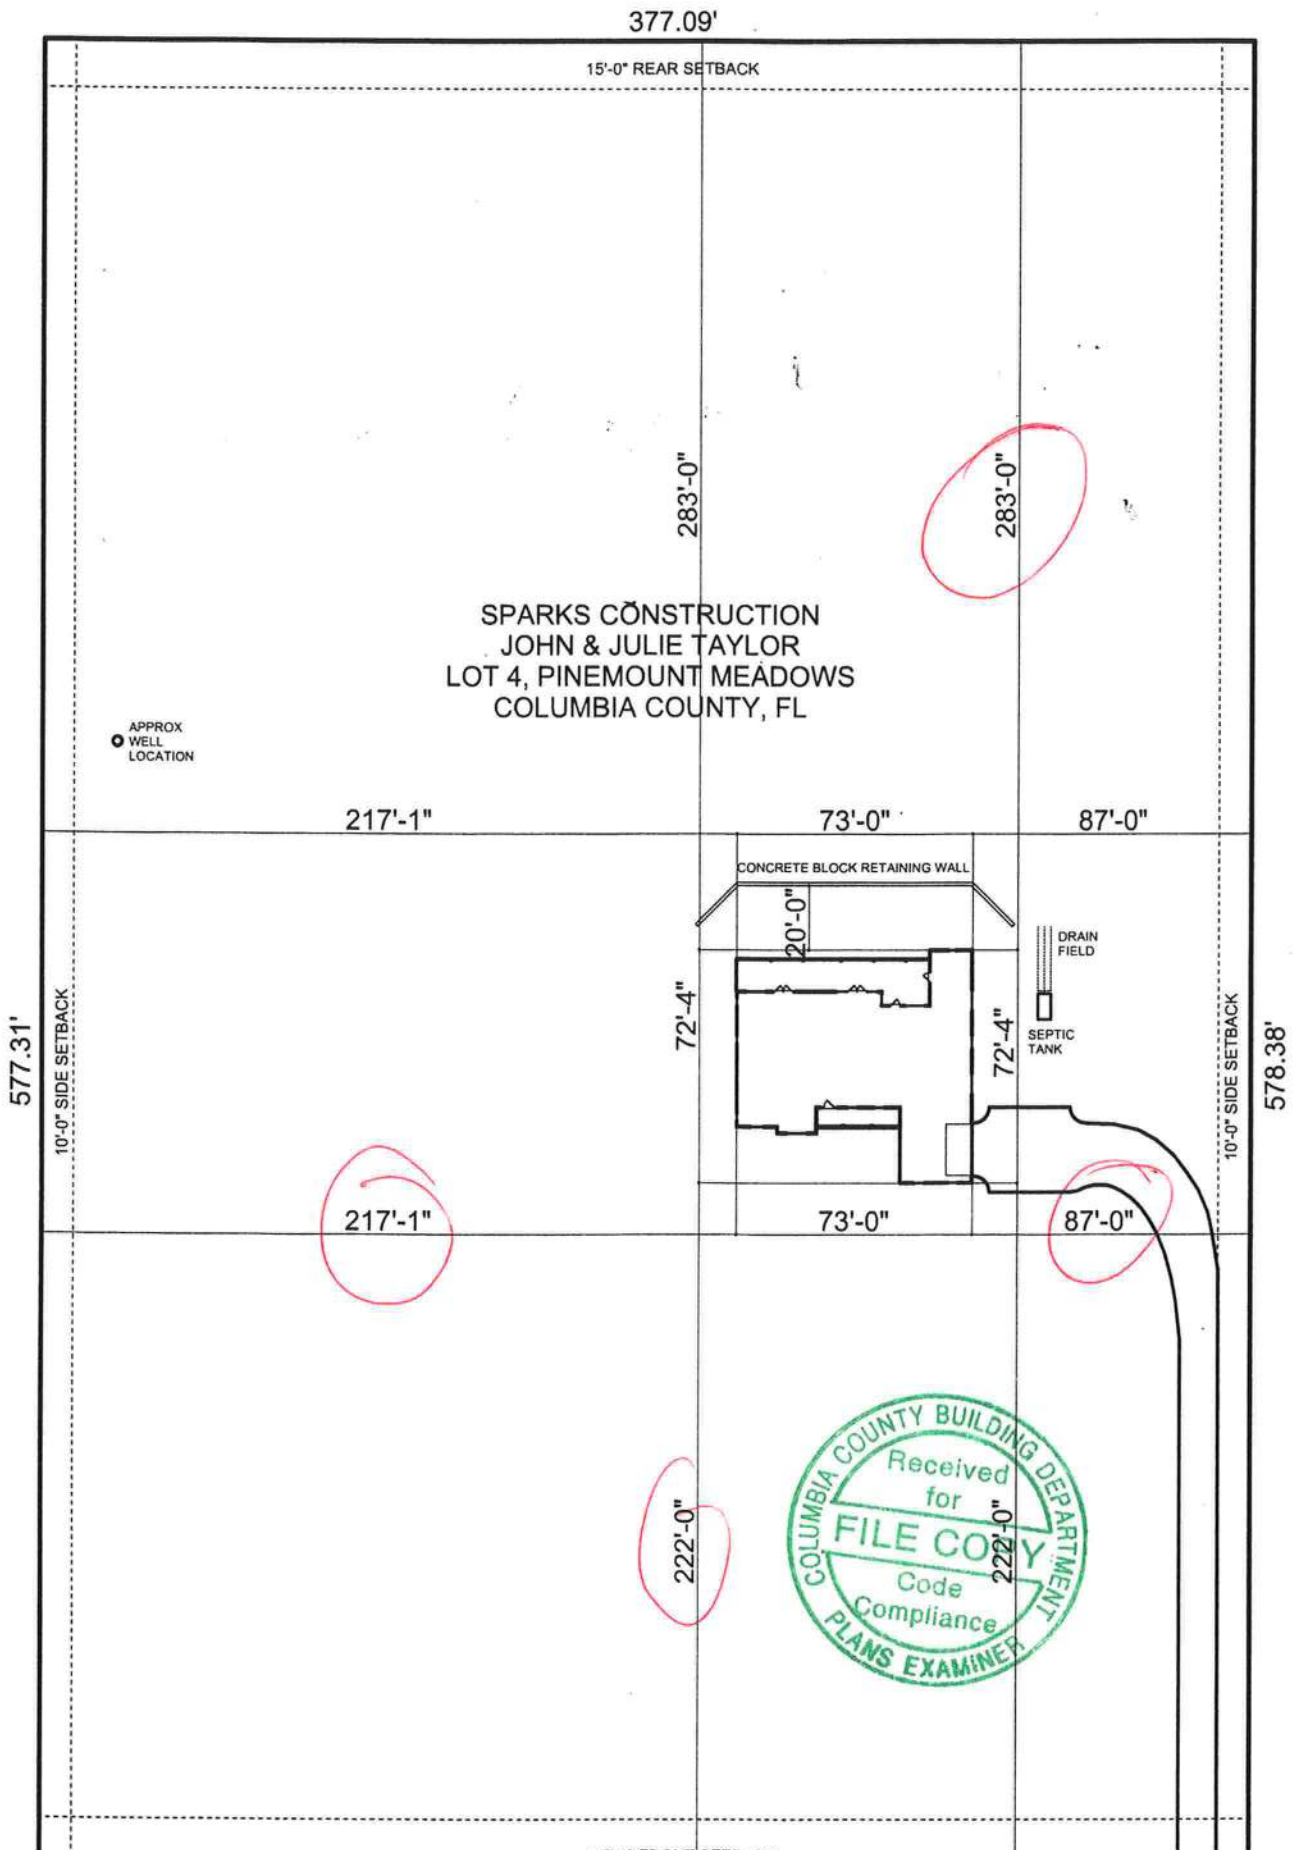 377.09'
15'-0" REAR SETBACK
283'-0"
283'-0"
SPARKS CONSTRUCTION
JOHN & JULIE TAYLOR
LOT 4, PINEMOUNT MEADOWS
COLUMBIA COUNTY, FL
APPROX
WELL
LOCATION
217'-1"
73'-0"
87'-0"
CONCRETE BLOCK RETAINING WALL
20'-0"
DRAIN
FIELD
72'-4"
72'-4"
SEPTIC
TANK
577.31'
10'-0" SIDE SETBACK
10'-0" SIDE SETBACK
578.38'
217'-1"
73'-0"
87'-0"
222'-0"
222'-0"
COLUMBIA COUNTY BUILDING DEPARTMENT
Received
for
FILE COPY
Code
Compliance
PLANS EXAMINER